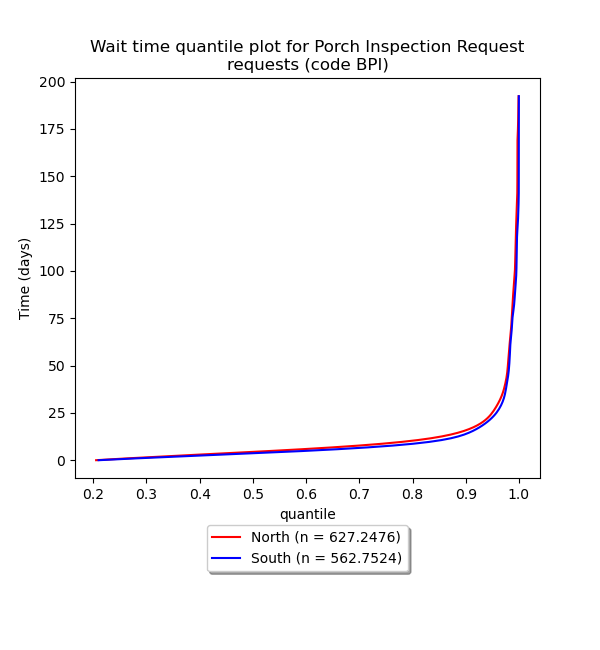 Wait time quantile plot for Porch Inspection Request
requests (code BPI)
200
175
150
125
100
75
50
25
0
Time (days)
0.2 0.3 0.4 0.5 0.6 0.7 0.8 0.9 1.0
quantile
North (n = 627.2476)
South (n = 562.7524)